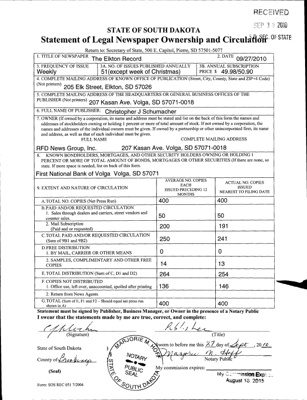 RECEIVED
SEP 2010
STATE OF SOUTH DAKOTA
Statement of Legal Newspaper Ownership and Circulation
S.D. SEC. OF STATE
Return to: Secretary of State, 500 E. Capitol, Pierre, SD 57501-5077
1. TITLE OF NEWSPAPER The Elkton Record
2. DATE 09/27/2010
3. FREQUENCY OF ISSUE
Weekly
3A. NO. OF ISSUES PUBLISHED ANNUALLY
51(except week of Christmas)
3B. ANNUAL SUBSCRIPTION
PRICE $ 49.98/50.90
4. COMPLETE MAILING ADDRESS OF KNOWN OFFICE OF PUBLICATION (Street, City, County, State and ZIP+4 Code)
(Not printers)
205 Elk Street, Elkton, SD 57026
5. COMPLETE MAILING ADDRESS OF THE HEADQUARTERS OR GENERAL BUSINESS OFFICES OF THE
PUBLISHER (Not printers) 207 Kasan Ave. Volga, SD 57071-0018
6. FULL NAME OF PUBLISHER: Christopher J Schumacher
7. OWNER (If owned by a corporation, its name and address must be stated and list on the back of this form the names and
addresses of stockholders owning or holding 1 percent or more of total amount of stock. If not owned by a corporation, the
names and addresses of the individual owners must be given. If owned by a partnership or other unincorporated firm, its name
and address, as well as that of each individual must be given.
FULL NAME COMPLETE MAILING ADDRESS
RFD News Group, Inc. 207 Kasan Ave. Volga, SD 57071-0018
8. KNOWN BONDHOLDERS, MORTGAGES, AND OTHER SECURITY HOLDERS OWNING OR HOLDING 1
PERCENT OR MORE OF TOTAL AMOUNT OF BONDS, MORTGAGES OR OTHER SECURITIES (If there are none, so
state. If more space is needed, list on back of this form.
First National Bank of Volga Volga, SD 57071
9. EXTENT AND NATURE OF CIRCULATION
AVERAGE NO. COPIES
EACH
ISSUED PRECEDING 12
MONTHS
ACTUAL NO. COPIES
ISSUED
NEAREST TO FILING DATE
A. TOTAL NO. COPIES (Net Press Run) 400 400
B. PAID AND/OR REQUESTED CIRCULATION
1. Sales through dealers and carriers, street vendors and
counter sales. 50 50
2. Mail Subscription
(Paid and or requested) 200 191
C. TOTAL PAID AND/OR REQUESTED CIRCULATION
(Sum of 9B1 and 9B2) 250 241
D. FREE DISTRIBUTION
1. BY MAIL, CARRIER OR OTHER MEANS 0 0
2. SAMPLES, COMPLIMENTARY AND OTHER FREE
COPIES 14 13
E. TOTAL DISTRIBUTION (Sum of C, D1 and D2) 264 254
F. COPIES NOT DISTRIBUTED
1. Office use, left over, unaccounted, spoiled after printing 136 146
2. Return from News Agents
G. TOTAL (Sum of E, F1 and F2 - Should equal net press run
shown in A) 400 400
Statement must be signed by Publisher, Business Manager, or Owner in the presence of a Notary Public
I swear that the statements made by me are true, correct, and complete:
Publisher
(Signature) (Title)
State of South Dakota
County of Brookings
Sworn to before me this 27 day of Sept, 2010
Notary Public
My commission expires:
My Commission Expires
August 18, 2015
MARJORIE
NOTARY
PUBLIC
SEAL
STATE OF SOUTH DAKOTA
Form: SOS REC 051 7/2006